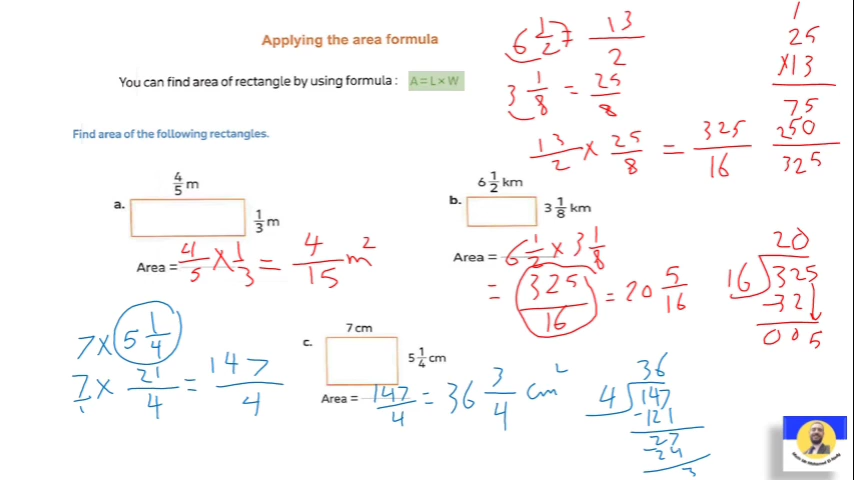 Applying the area formula
You can find area of rectangle by using formula : A = L × W
Find area of the following rectangles.
6 1/2 = 13/2
3 1/8 = 25/8
13/2 × 25/8 = 325/16
1
25
×13
75
250
325
a.
4/5 m
1/3 m
Area = 4/5 × 1/3 = 4/15 m²
b.
6 1/2 km
3 1/8 km
Area = 6 1/2 × 3 1/8
= 325/16 = 20 5/16
20
16 325
-32
005
7 × 5 1/4
7/1 × 21/4 = 147/4
c.
7 cm
5 1/4 cm
Area = 147/4 = 36 3/4 cm²
36
4 147
-121
27
-24
3